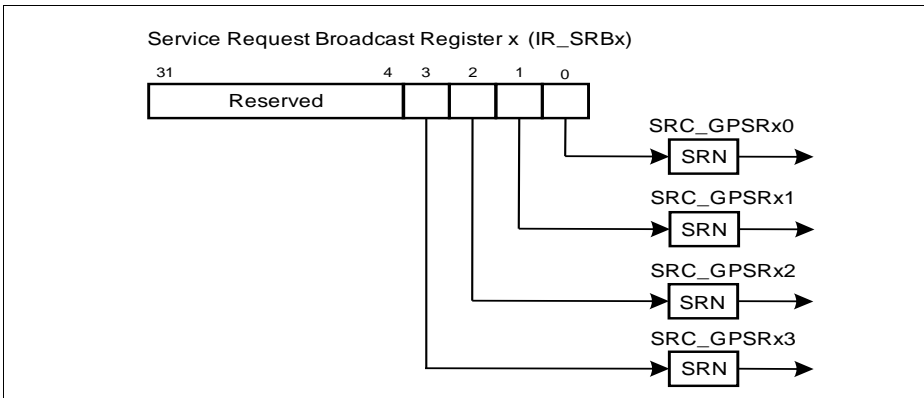 Service Request Broadcast Register x (IR_SRBx)
31 4 3 2 1 0
Reserved
SRC_GPSRx0
SRN
SRC_GPSRx1
SRN
SRC_GPSRx2
SRN
SRC_GPSRx3
SRN